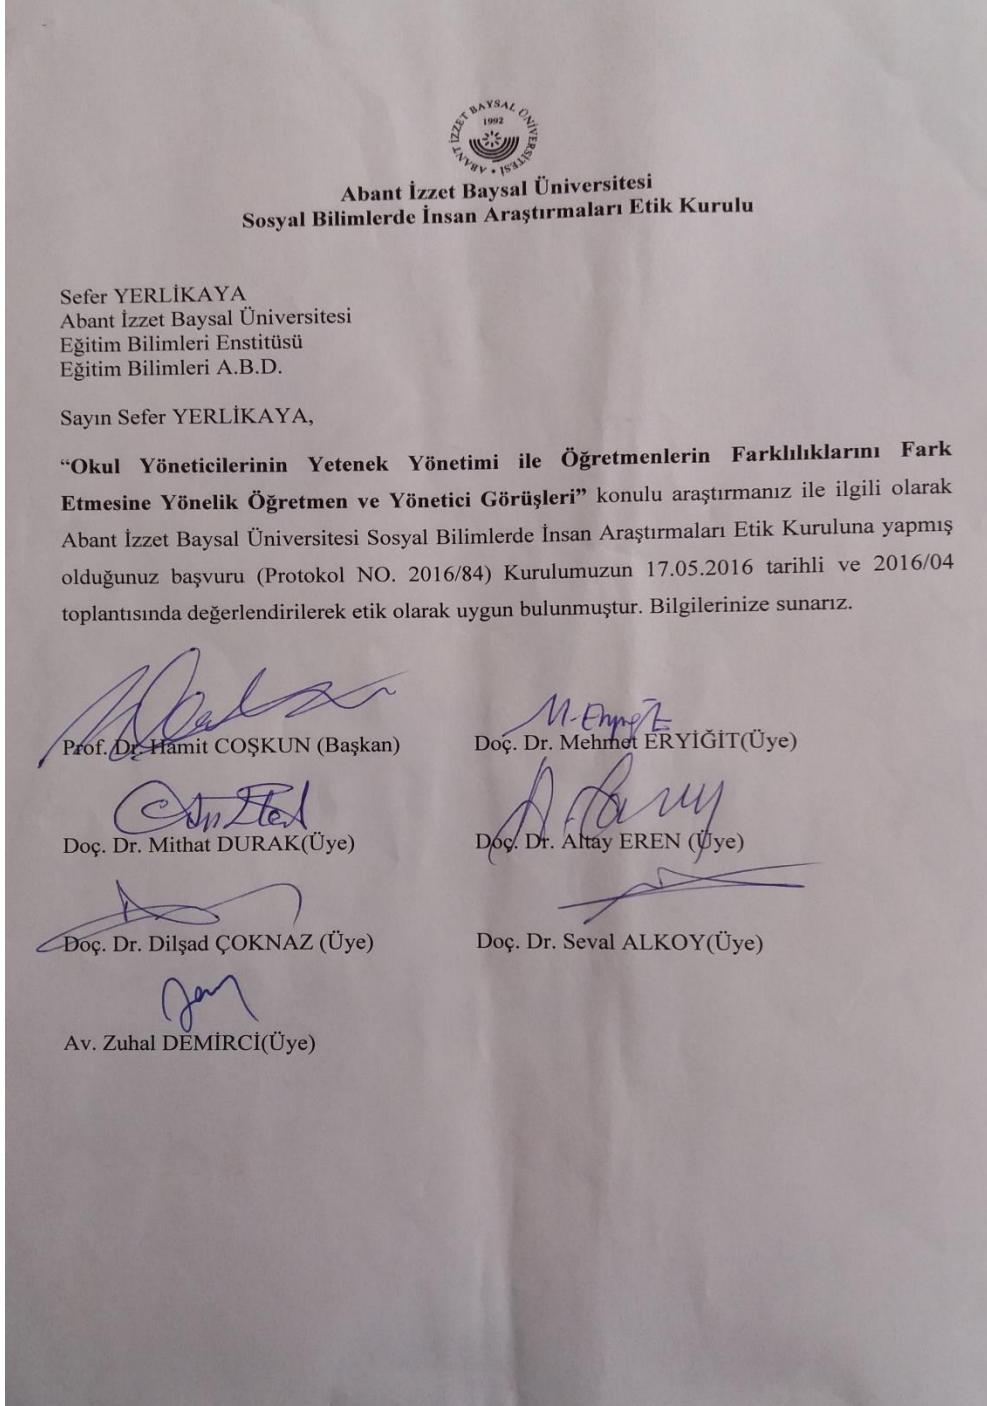 ABANT İZZET BAYSAL ÜNİVERSİTESİ
1992
Abant İzzet Baysal Üniversitesi
Sosyal Bilimlerde İnsan Araştırmaları Etik Kurulu
Sefer YERLİKAYA
Abant İzzet Baysal Üniversitesi
Eğitim Bilimleri Enstitüsü
Eğitim Bilimleri A.B.D.
Sayın Sefer YERLİKAYA,
“Okul Yöneticilerinin Yetenek Yönetimi ile Öğretmenlerin Farklılıklarını Fark
Etmesine Yönelik Öğretmen ve Yönetici Görüşleri” konulu araştırmanız ile ilgili olarak
Abant İzzet Baysal Üniversitesi Sosyal Bilimlerde İnsan Araştırmaları Etik Kuruluna yapmış
olduğunuz başvuru (Protokol NO. 2016/84) Kurulumuzun 17.05.2016 tarihli ve 2016/04
toplantısında değerlendirilerek etik olarak uygun bulunmuştur. Bilgilerinize sunarız.
Prof. Dr. Hamit COŞKUN (Başkan)
Doç. Dr. Mehmet ERYİĞİT(Üye)
Doç. Dr. Mithat DURAK(Üye)
Doç. Dr. Altay EREN (Üye)
Doç. Dr. Dilşad ÇOKNAZ (Üye)
Doç. Dr. Seval ALKOY(Üye)
Av. Zuhal DEMİRCİ(Üye)